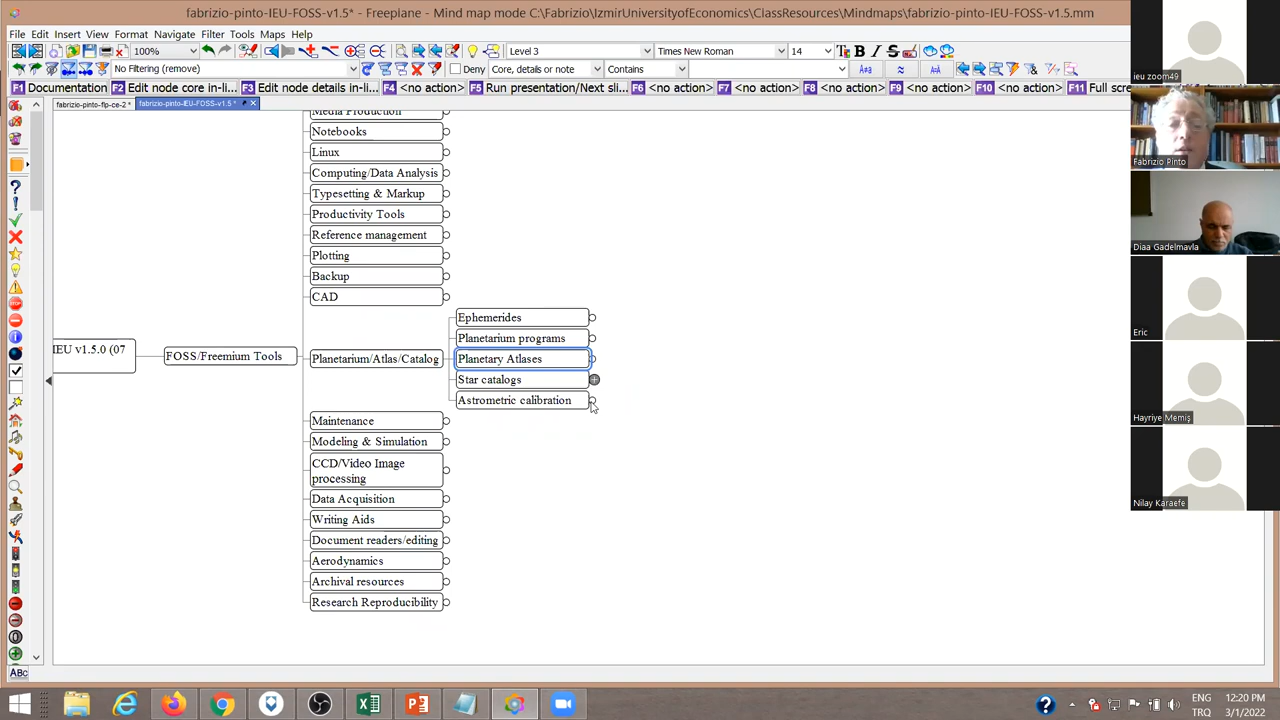 fabrizio-pinto-IEU-FOSS-v1.5* - Freeplane - Mind map mode C:\Fabrizio\IzmirUniversityofEconomics\ClassResources\Mindmaps\fabrizio-pinto-IEU-FOSS-v1.5.mm
File Edit Insert View Format Navigate Filter Tools Maps Help
100% Level 3 Times New Roman 14
No Filtering (remove) Deny Core, details or note Contains
F1 Documentation F2 Edit node core in-li... F3 Edit node details in-li... F4 <no action> F5 Run presentation/Next sli... F6 <no action> F7 <no action> F8 <no action> F9 <no action> F10 <no action> F11 Full scre
fabrizio-pinto-flp-ce-2 * fabrizio-pinto-IEU-FOSS-v1.5 *
Media Production
Notebooks
Linux
Computing/Data Analysis
Typesetting & Markup
Productivity Tools
Reference management
Plotting
Backup
CAD
Ephemerides
Planetarium programs
IEU v1.5.0 (07
FOSS/Freemium Tools
Planetarium/Atlas/Catalog
Planetary Atlases
Star catalogs
Astrometric calibration
Maintenance
Modeling & Simulation
CCD/Video Image
processing
Data Acquisition
Writing Aids
Document readers/editing
Aerodynamics
Archival resources
Research Reproducibility
ABc
ieu zoom49
Fabrizio Pinto
Diaa Gadelmavla
Eric
Hayriye Memiş
Nilay Karaefe
ENG
TRQ
12:20 PM
3/1/2022